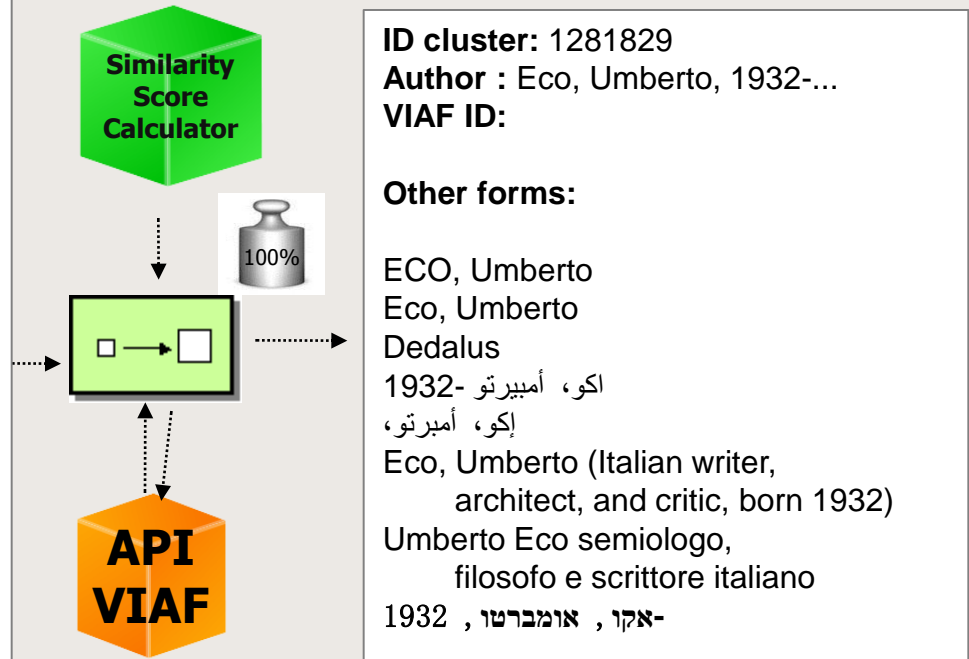 Similarity
Score
Calculator
100%
API
VIAF
ID cluster: 1281829
Author : Eco, Umberto, 1932-...
VIAF ID:
Other forms:
ECO, Umberto
Eco, Umberto
Dedalus
اكو، أمبيرتو -1932
إكو، أمبرتو،
Eco, Umberto (Italian writer,
architect, and critic, born 1932)
Umberto Eco semiologo,
filosofo e scrittore italiano
-אקו , אומברטו , 1932